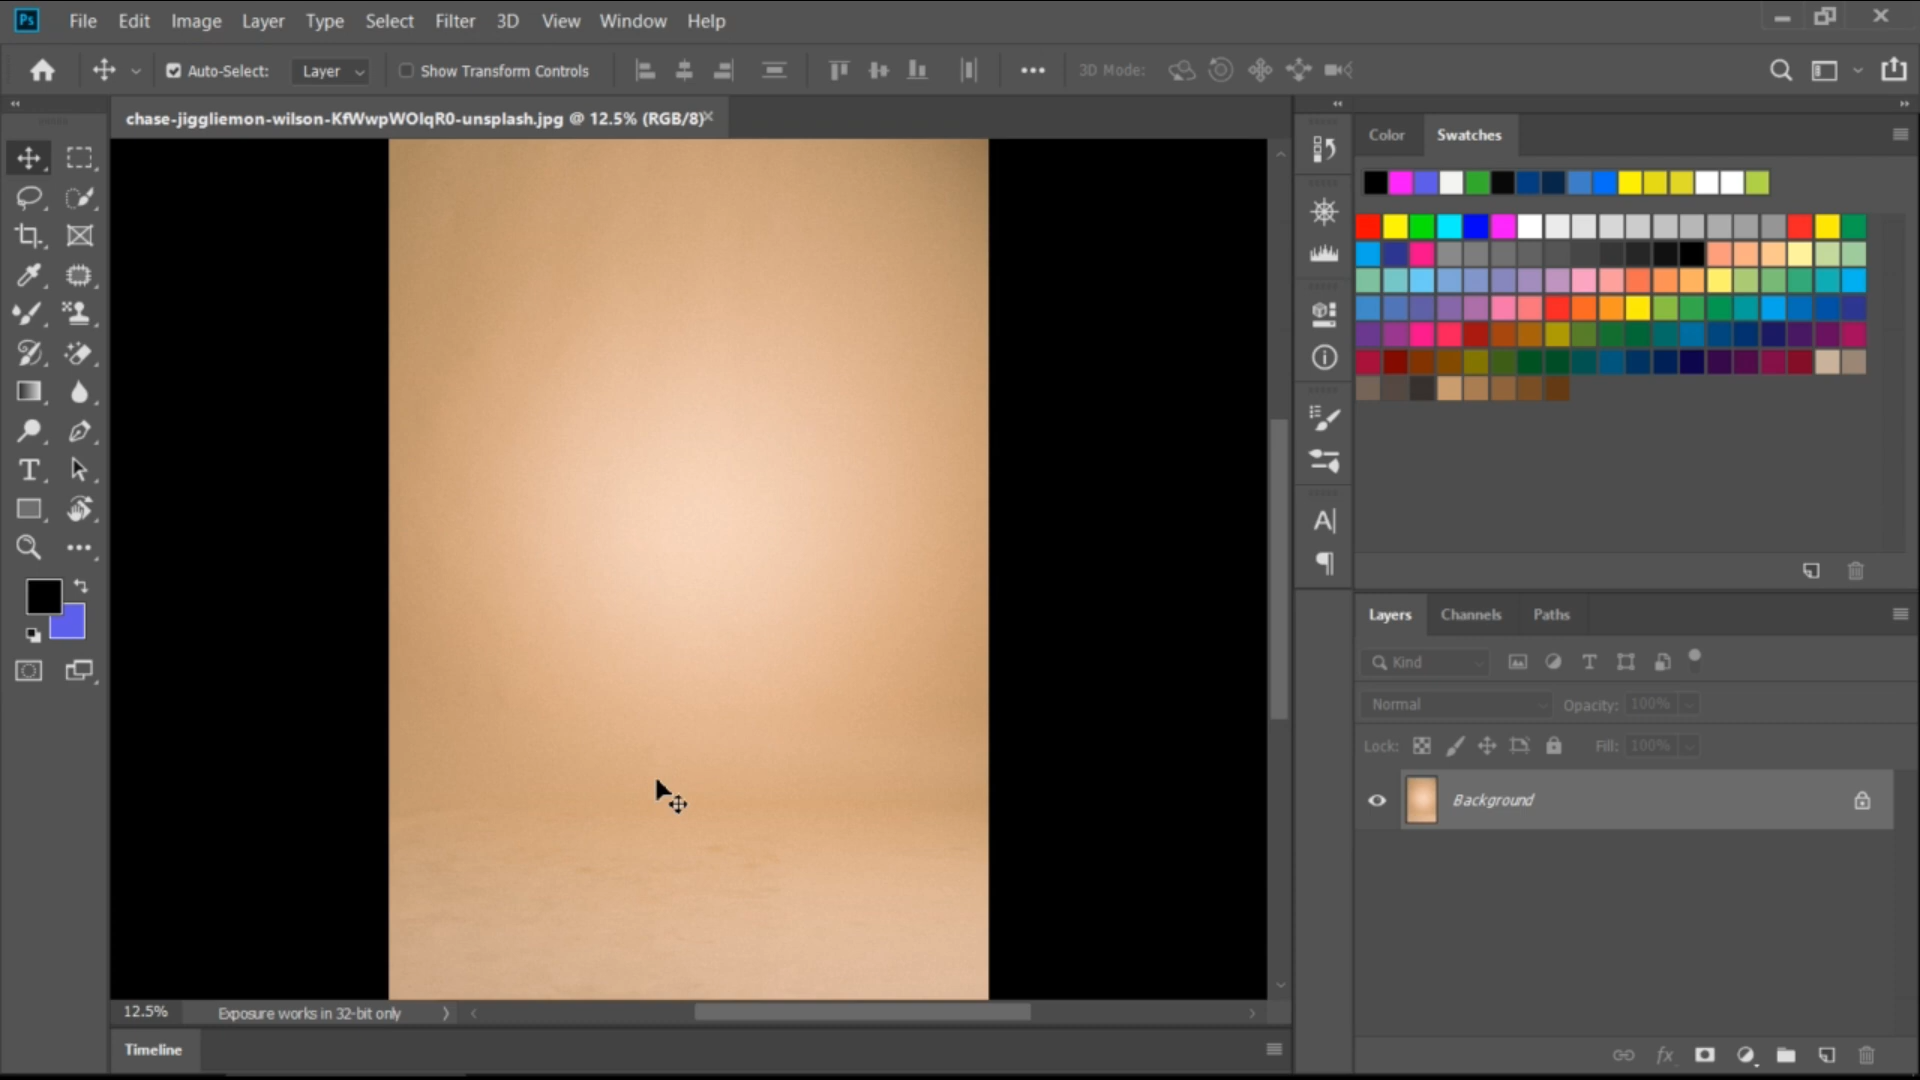 Ps File Edit Image Layer Type Select Filter 3D View Window Help
Auto-Select: Layer Show Transform Controls 3D Mode:
chase-jiggliemon-wilson-KfWwpWOIqR0-unsplash.jpg @ 12.5% (RGB/8)
Color Swatches
Layers Channels Paths
Kind
Normal Opacity: 100%
Lock: Fill: 100%
Background
12.5% Exposure works in 32-bit only
Timeline